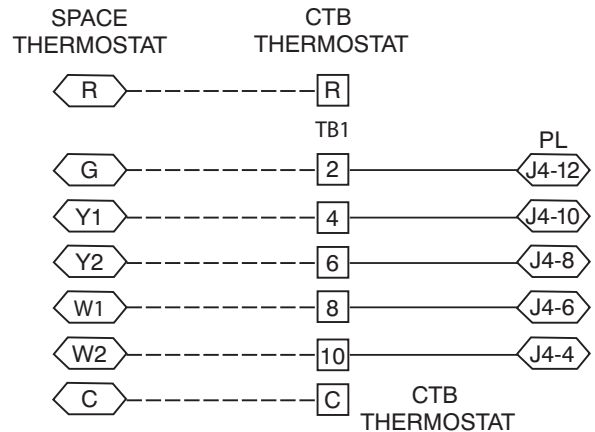 SPACE THERMOSTAT
CTB THERMOSTAT
R R
TB1
PL
G 2 J4-12
Y1 4 J4-10
Y2 6 J4-8
W1 8 J4-6
W2 10 J4-4
C C
CTB THERMOSTAT